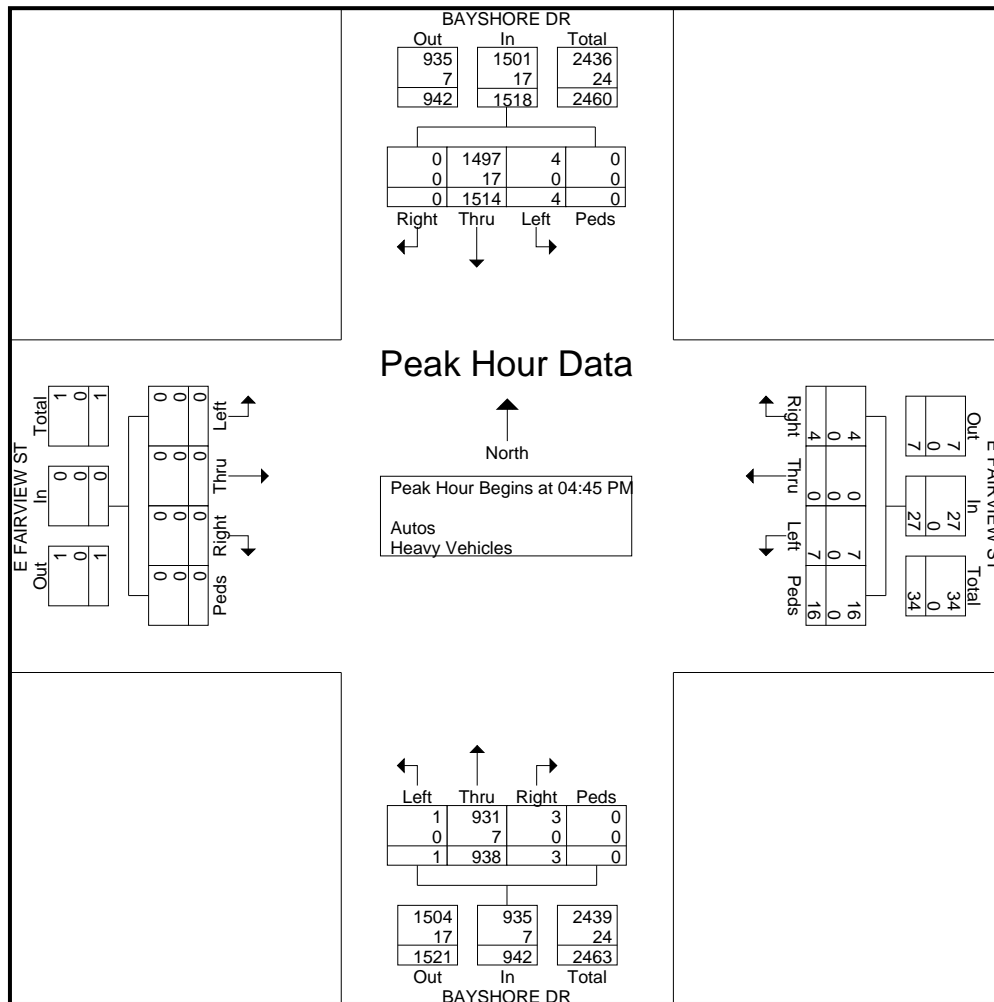 BAYSHORE DR
Out In Total
935 1501 2436
7 17 24
942 1518 2460
0 1497 4 0
0 17 0 0
0 1514 4 0
Right Thru Left Peds
Peak Hour Data
North
Peak Hour Begins at 04:45 PM
Autos
Heavy Vehicles
E FAIRVIEW ST
Total In Out
1 0 1
0 0 0
1 0 1
Left Thru Right Peds
0 0 0
0 0 0
0 0 0
0 0 0
Right Thru Left Peds
4 0 4
0 0 0
7 0 7
16 0 16
Out In Total
7 0 7
27 0 27
34 0 34
E FAIRVIEW ST
Left Thru Right Peds
1 931 3 0
0 7 0 0
1 938 3 0
1504 935 2439
17 7 24
1521 942 2463
Out In Total
BAYSHORE DR